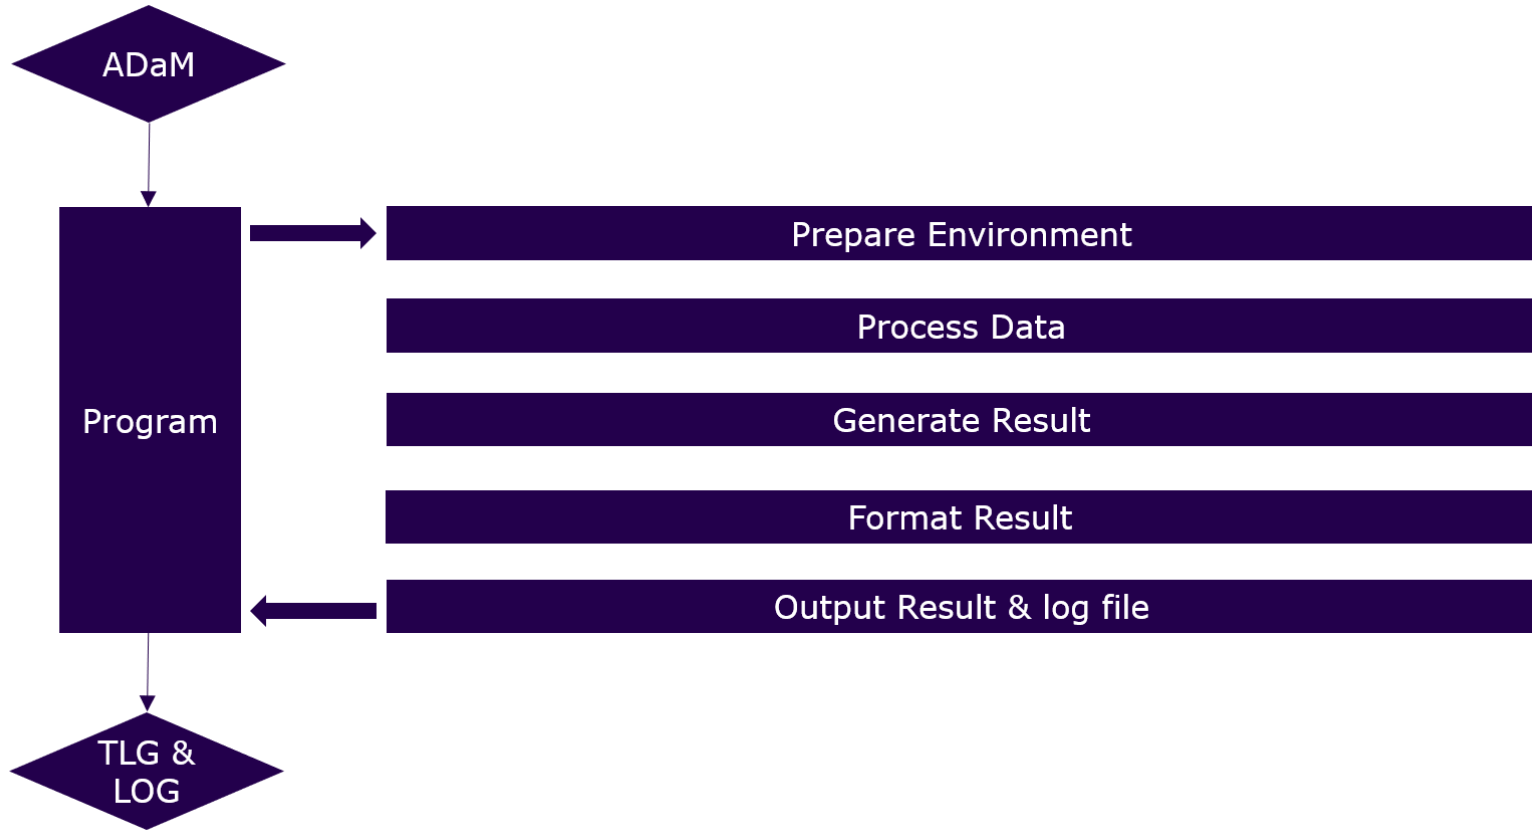 ADaM
Prepare Environment
Process Data
Program
Generate Result
Format Result
Output Result & log file
TLG &
LOG